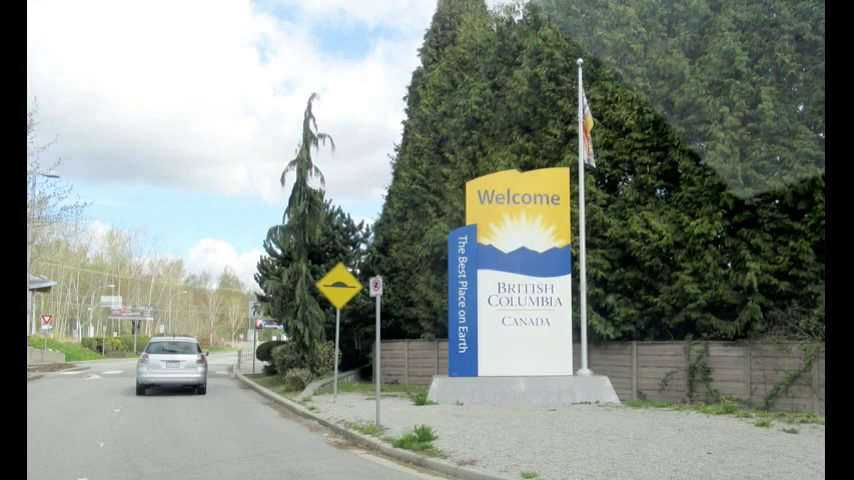 Welcome
The Best Place on Earth
BRITISH
COLUMBIA
CANADA